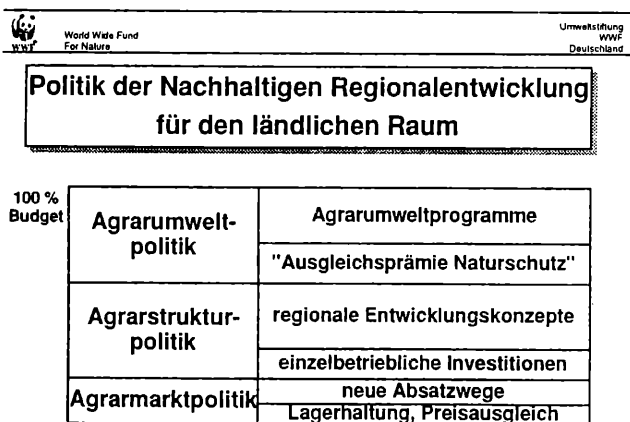 WWF
World Wide Fund
For Nature
Umweltstiftung
WWF
Deutschland
Politik der Nachhaltigen Regionalentwicklung
für den ländlichen Raum
100 %
Budget
Agrarumwelt-
politik
Agrarumweltprogramme
"Ausgleichsprämie Naturschutz"
Agrarstruktur-
politik
regionale Entwicklungskonzepte
einzelbetriebliche Investitionen
Agrarmarktpolitik
neue Absatzwege
Lagerhaltung, Preisausgleich